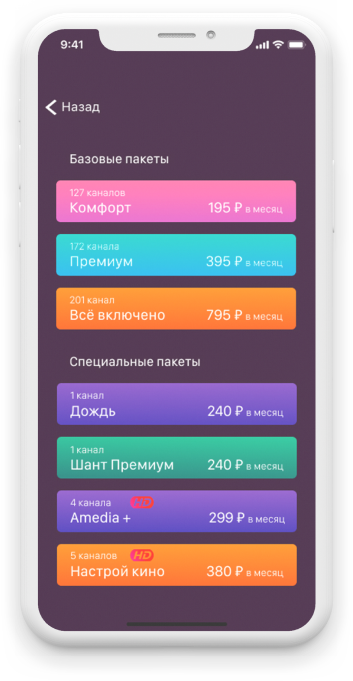 9:41
Назад
Базовые пакеты
127 каналов
Комфорт 195 ₽ в месяц
172 канала
Премиум 395 ₽ в месяц
201 канал
Всё включено 795 ₽ в месяц
Специальные пакеты
1 канал
Дождь 240 ₽ в месяц
1 канал
Шант Премиум 240 ₽ в месяц
4 канала HD
Amedia + 299 ₽ в месяц
5 каналов HD
Настрой кино 380 ₽ в месяц